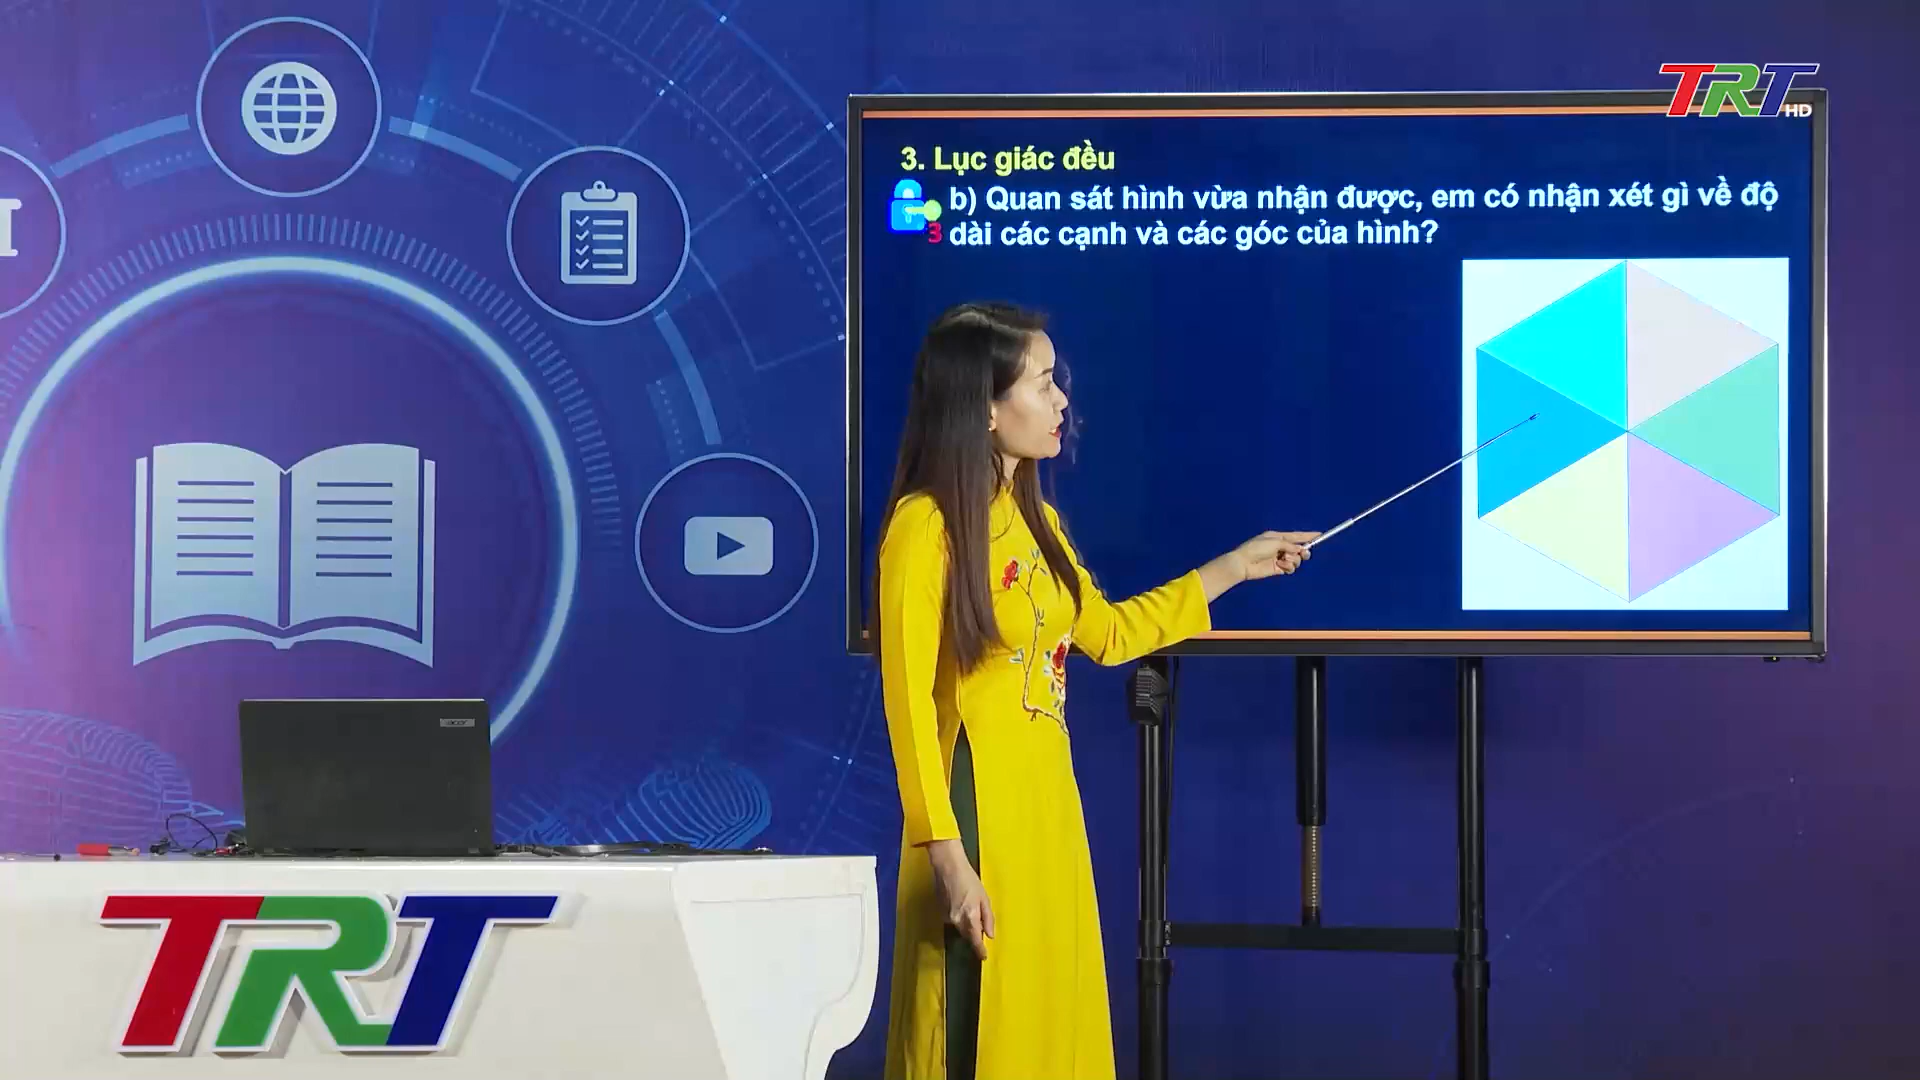 TRT HD
3. Lục giác đều
b) Quan sát hình vừa nhận được, em có nhận xét gì về độ
3 dài các cạnh và các góc của hình?
acer
TRT